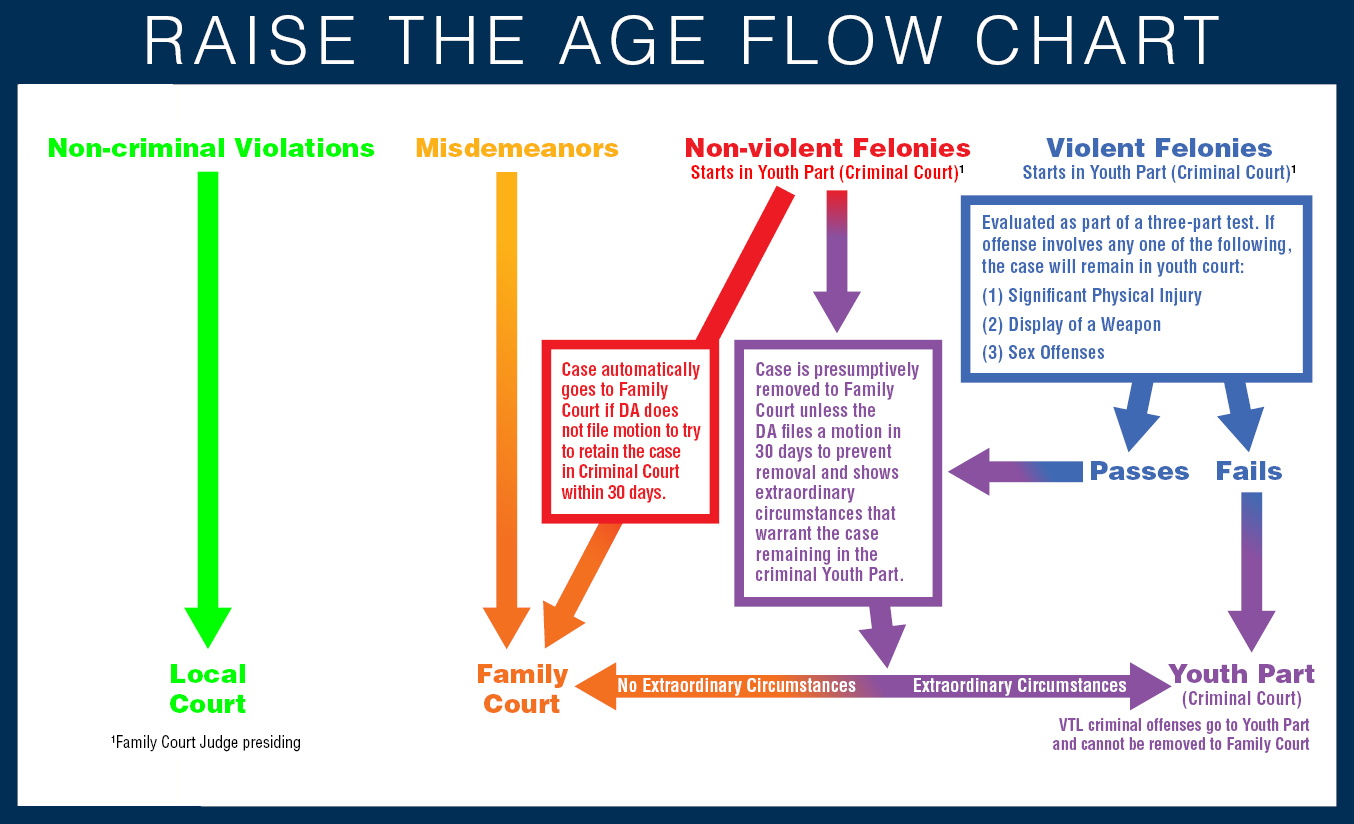 RAISE THE AGE FLOW CHART
Non-criminal Violations
Misdemeanors
Non-violent Felonies
Starts in Youth Part (Criminal Court)¹
Violent Felonies
Starts in Youth Part (Criminal Court)¹
Evaluated as part of a three-part test. If
offense involves any one of the following,
the case will remain in youth court:
(1) Significant Physical Injury
(2) Display of a Weapon
(3) Sex Offenses
Case automatically
goes to Family
Court if DA does
not file motion to try
to retain the case
in Criminal Court
within 30 days.
Case is presumptively
removed to Family
Court unless the
DA files a motion in
30 days to prevent
removal and shows
extraordinary
circumstances that
warrant the case
remaining in the
criminal Youth Part.
Passes
Fails
Local
Court
Family
Court
No Extraordinary Circumstances
Extraordinary Circumstances
Youth Part
(Criminal Court)
VTL criminal offenses go to Youth Part
and cannot be removed to Family Court
¹Family Court Judge presiding